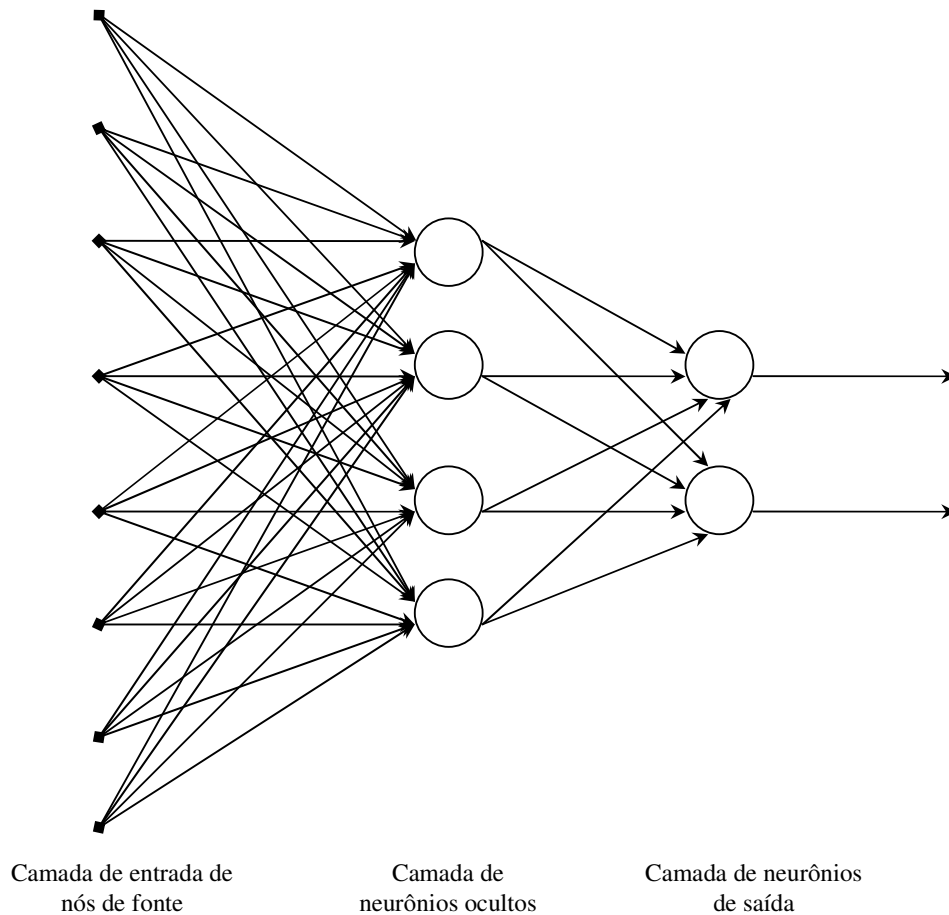 Camada de entrada de
nós de fonte
Camada de
neurônios ocultos
Camada de neurônios
de saída